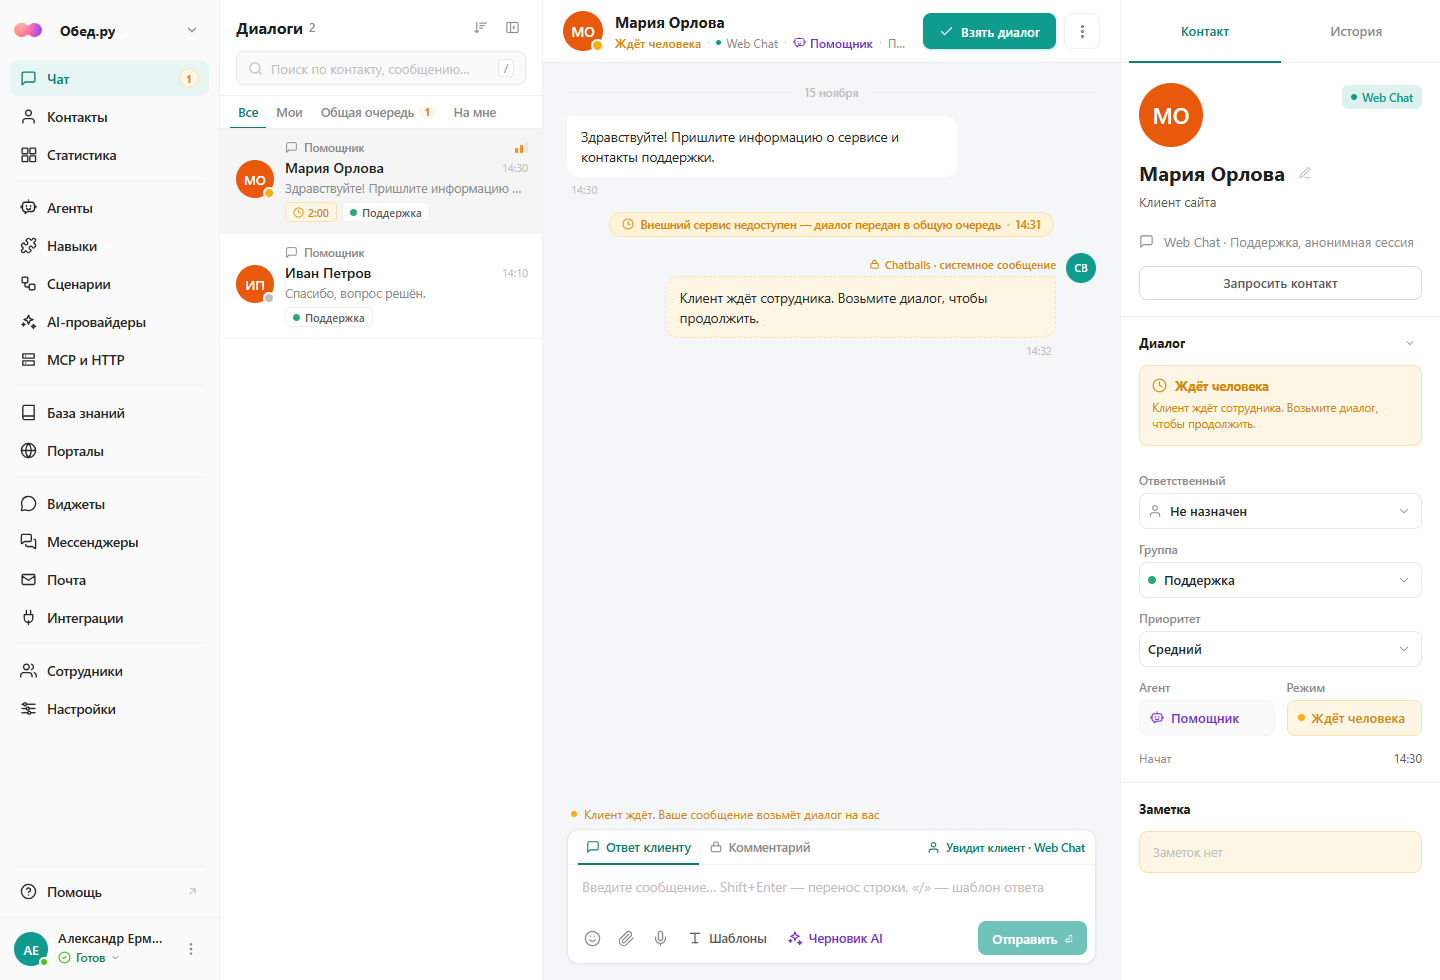 Обед.ру
Чат 1
Контакты
Статистика
Агенты
Навыки
Сценарии
AI-провайдеры
MCP и HTTP
База знаний
Порталы
Виджеты
Мессенджеры
Почта
Интеграции
Сотрудники
Настройки
Помощь
АЕ
Александр Ерм...
Готов
Диалоги 2
Поиск по контакту, сообщению... /
Все Мои Общая очередь 1 На мне
Помощник
МО
Мария Орлова 14:30
Здравствуйте! Пришлите информацию ...
2:00 Поддержка
Помощник
ИП
Иван Петров 14:10
Спасибо, вопрос решён.
Поддержка
МО
Мария Орлова
Ждёт человека · Web Chat · Помощник · П...
Взять диалог
15 ноября
Здравствуйте! Пришлите информацию о сервисе и
контакты поддержки.
14:30
Внешний сервис недоступен — диалог передан в общую очередь · 14:31
Chatballs · системное сообщение
СВ
Клиент ждёт сотрудника. Возьмите диалог, чтобы
продолжить.
14:32
Клиент ждёт. Ваше сообщение возьмёт диалог на вас
Ответ клиенту Комментарий Увидит клиент · Web Chat
Введите сообщение... Shift+Enter — перенос строки, «/» — шаблон ответа
Шаблоны Черновик AI Отправить
Контакт История
МО
Web Chat
Мария Орлова
Клиент сайта
Web Chat · Поддержка, анонимная сессия
Запросить контакт
Диалог
Ждёт человека
Клиент ждёт сотрудника. Возьмите диалог,
чтобы продолжить.
Ответственный
Не назначен
Группа
Поддержка
Приоритет
Средний
Агент Режим
Помощник Ждёт человека
Начат 14:30
Заметка
Заметок нет